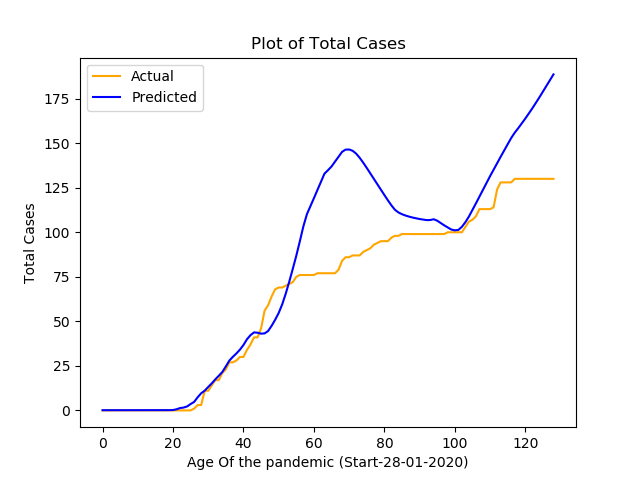 Plot of Total Cases
Actual
Predicted
175
150
125
100
75
50
25
0
Total Cases
0 20 40 60 80 100 120
Age Of the pandemic (Start-28-01-2020)